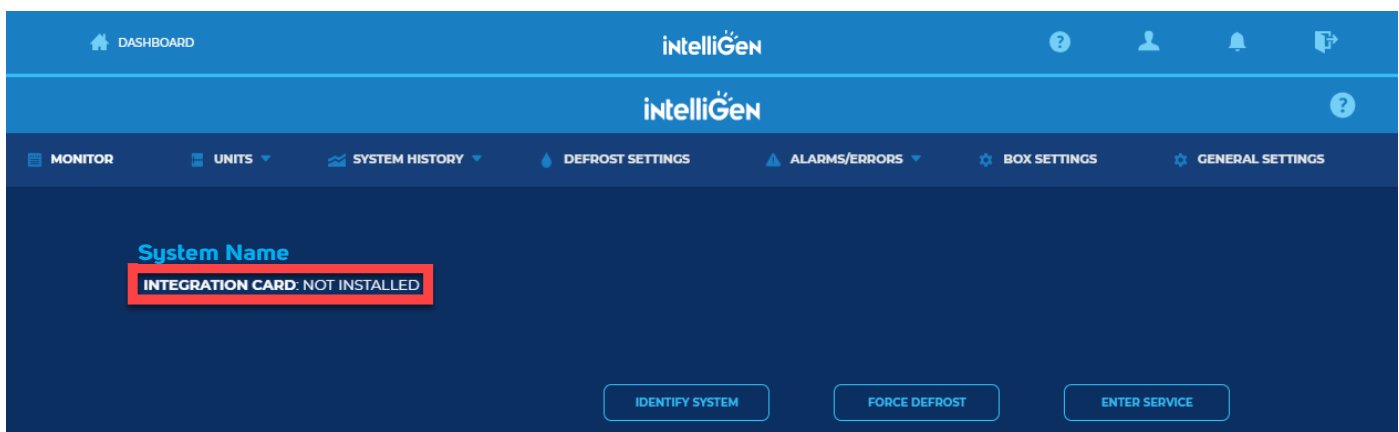 DASHBOARD intelliGen ?
intelliGen ?
MONITOR UNITS SYSTEM HISTORY DEFROST SETTINGS ALARMS/ERRORS BOX SETTINGS GENERAL SETTINGS
System Name
INTEGRATION CARD: NOT INSTALLED
IDENTIFY SYSTEM FORCE DEFROST ENTER SERVICE